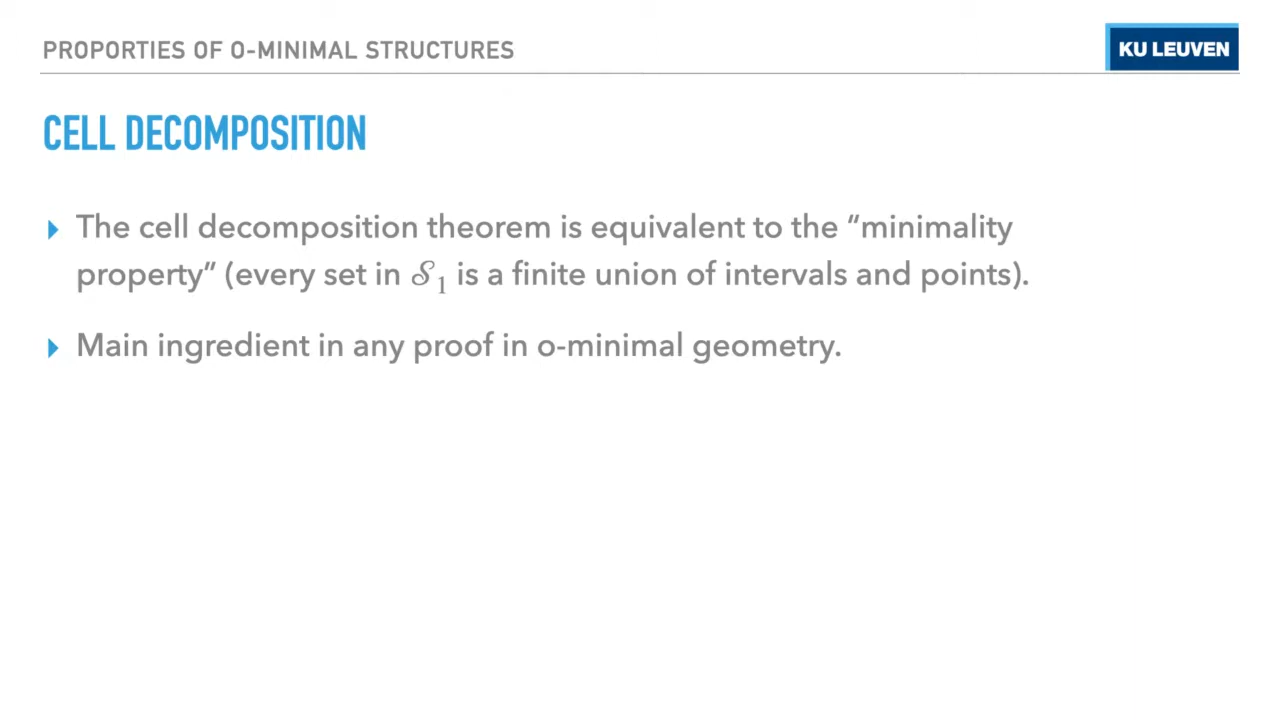 PROPORTIES OF O-MINIMAL STRUCTURES
KU LEUVEN
CELL DECOMPOSITION
The cell decomposition theorem is equivalent to the “minimality
property” (every set in 𝒮₁ is a finite union of intervals and points).
Main ingredient in any proof in o-minimal geometry.